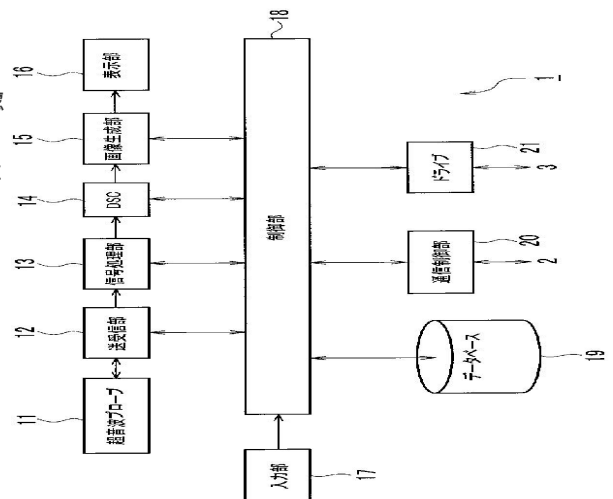 11
超音波プローブ
12
送受信部
13
信号処理部
14
DSC
15
画像生成部
16
表示部
18
制御部
17
入力部
19
データベース
20
通信制御部
2
21
ドライブ
3
1